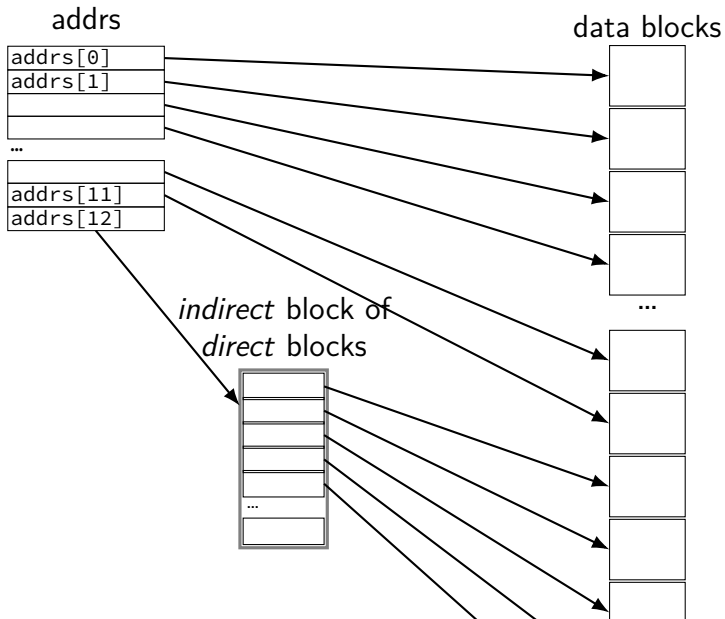 addrs
data blocks
addrs[0]
addrs[1]
…
addrs[11]
addrs[12]
…
indirect block of
direct blocks
…